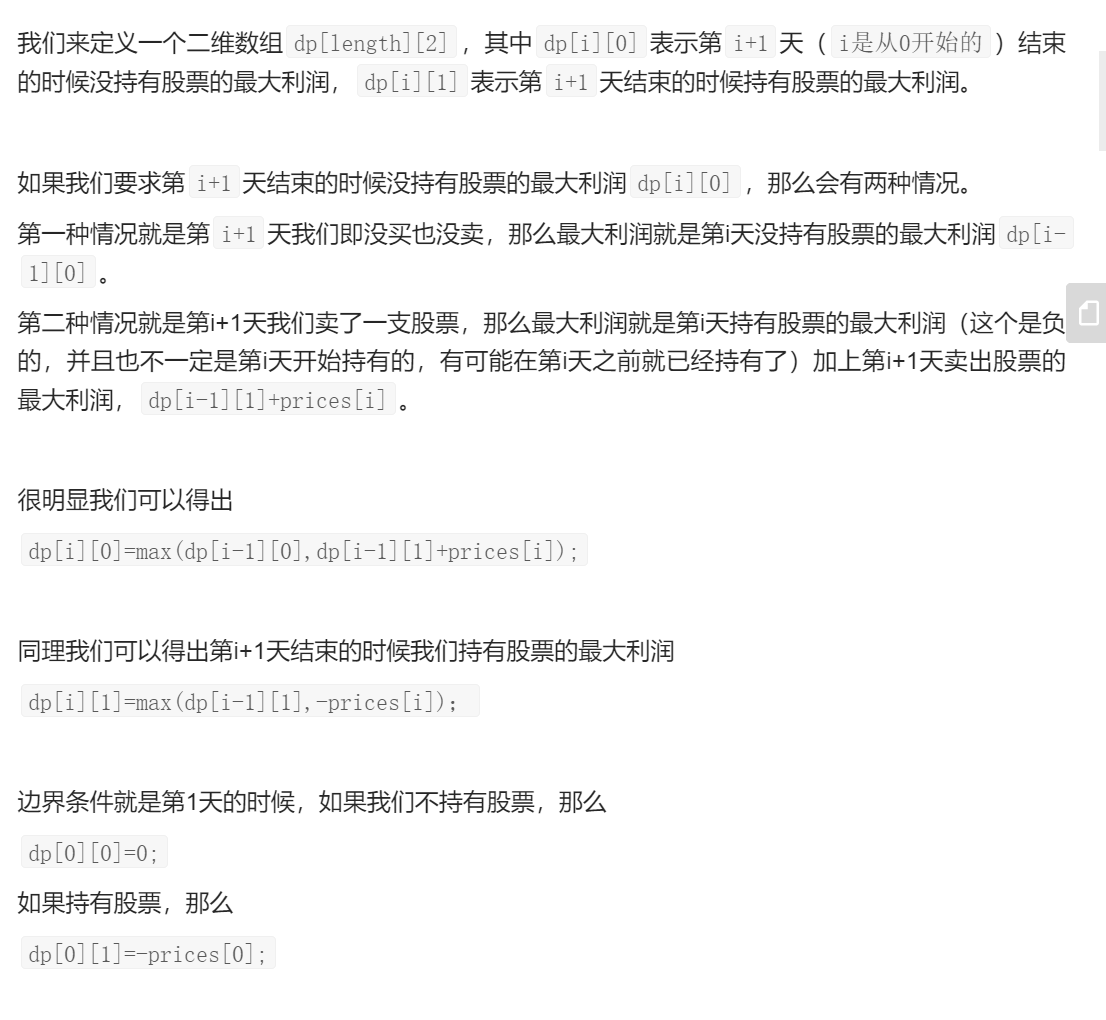 我们来定义一个二维数组 dp[length][2] ，其中 dp[i][0] 表示第 i+1 天（ i是从0开始的 ）结束
的时候没持有股票的最大利润， dp[i][1] 表示第 i+1 天结束的时候持有股票的最大利润。
如果我们要求第 i+1 天结束的时候没持有股票的最大利润 dp[i][0] ，那么会有两种情况。
第一种情况就是第 i+1 天我们即没买也没卖，那么最大利润就是第i天没持有股票的最大利润 dp[i-
1][0] 。
第二种情况就是第i+1天我们卖了一支股票，那么最大利润就是第i天持有股票的最大利润（这个是负
的，并且也不一定是第i天开始持有的，有可能在第i天之前就已经持有了）加上第i+1天卖出股票的
最大利润， dp[i-1][1]+prices[i] 。
很明显我们可以得出
dp[i][0]=max(dp[i-1][0],dp[i-1][1]+prices[i]);
同理我们可以得出第i+1天结束的时候我们持有股票的最大利润
dp[i][1]=max(dp[i-1][1],-prices[i]);
边界条件就是第1天的时候，如果我们不持有股票，那么
dp[0][0]=0;
如果持有股票，那么
dp[0][1]=-prices[0];